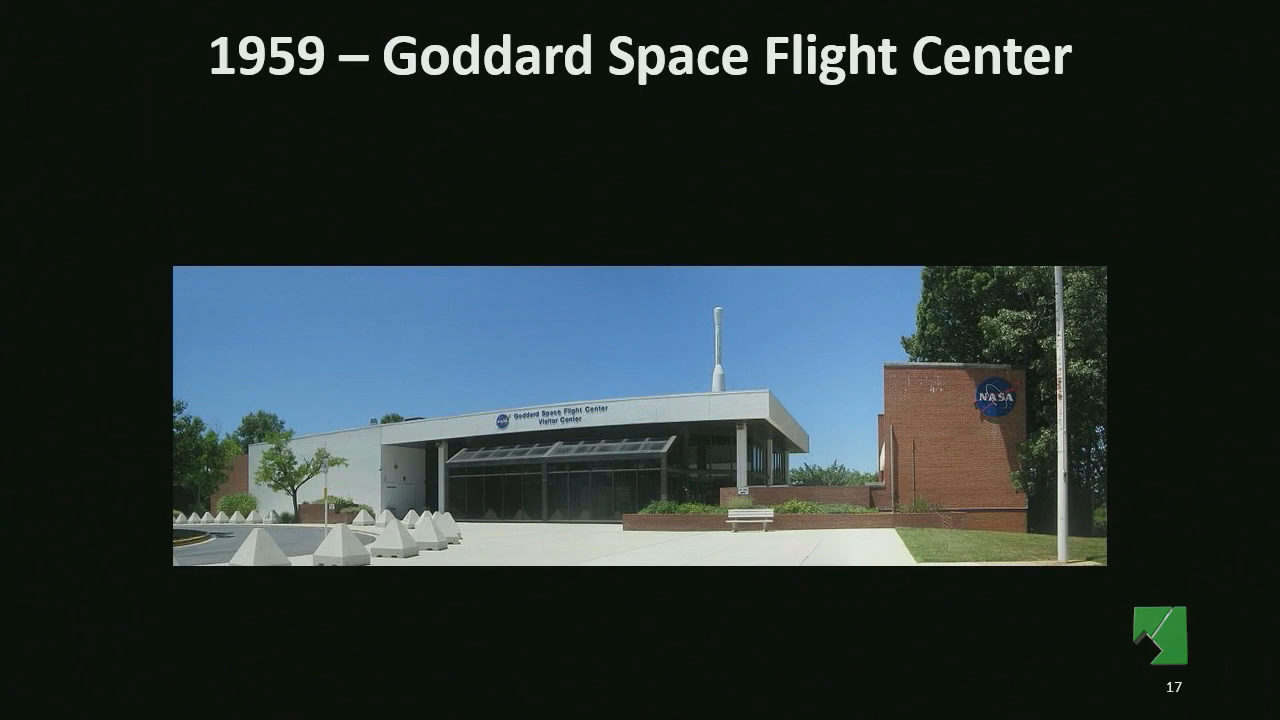 1959 – Goddard Space Flight Center
Goddard Space Flight Center
Visitor Center
NASA
NASA
17